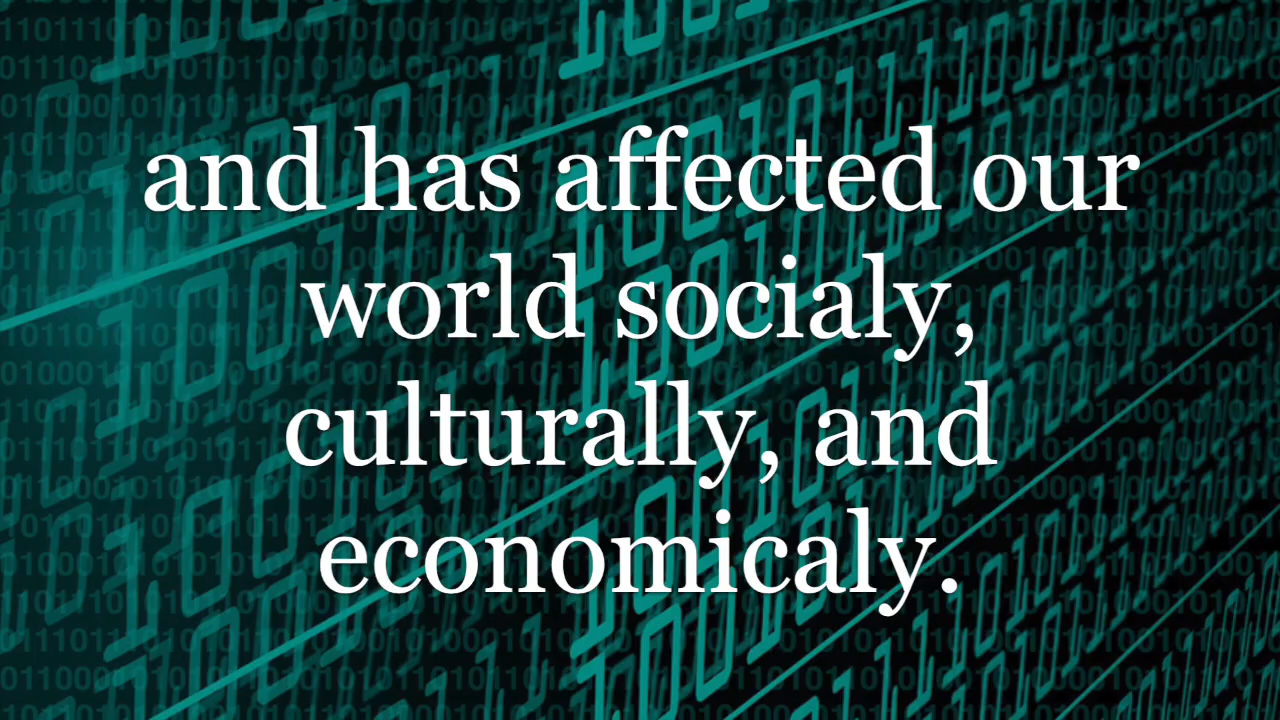 and has affected our
world socialy,
culturally, and
economicaly.